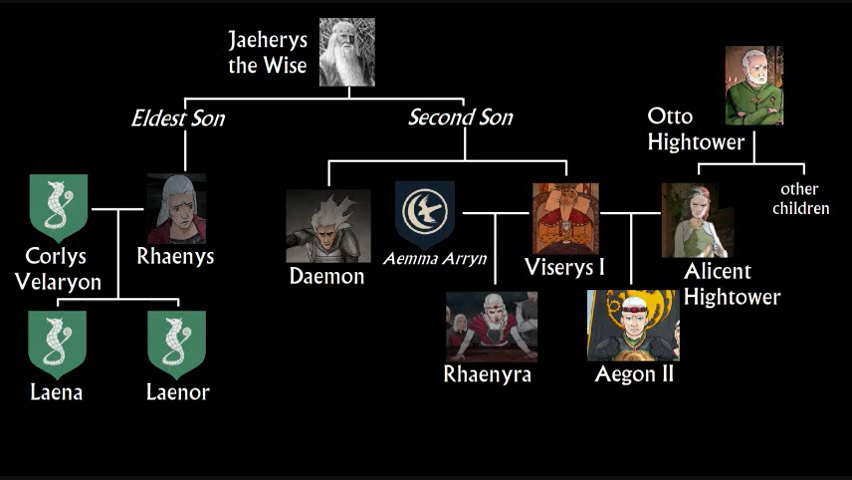 Jaeherys
the Wise
Eldest Son
Second Son
Otto
Hightower
other
children
Corlys
Velaryon
Rhaenys
Daemon
Aemma Arryn
Viserys I
Alicent
Hightower
Laena
Laenor
Rhaenyra
Aegon II